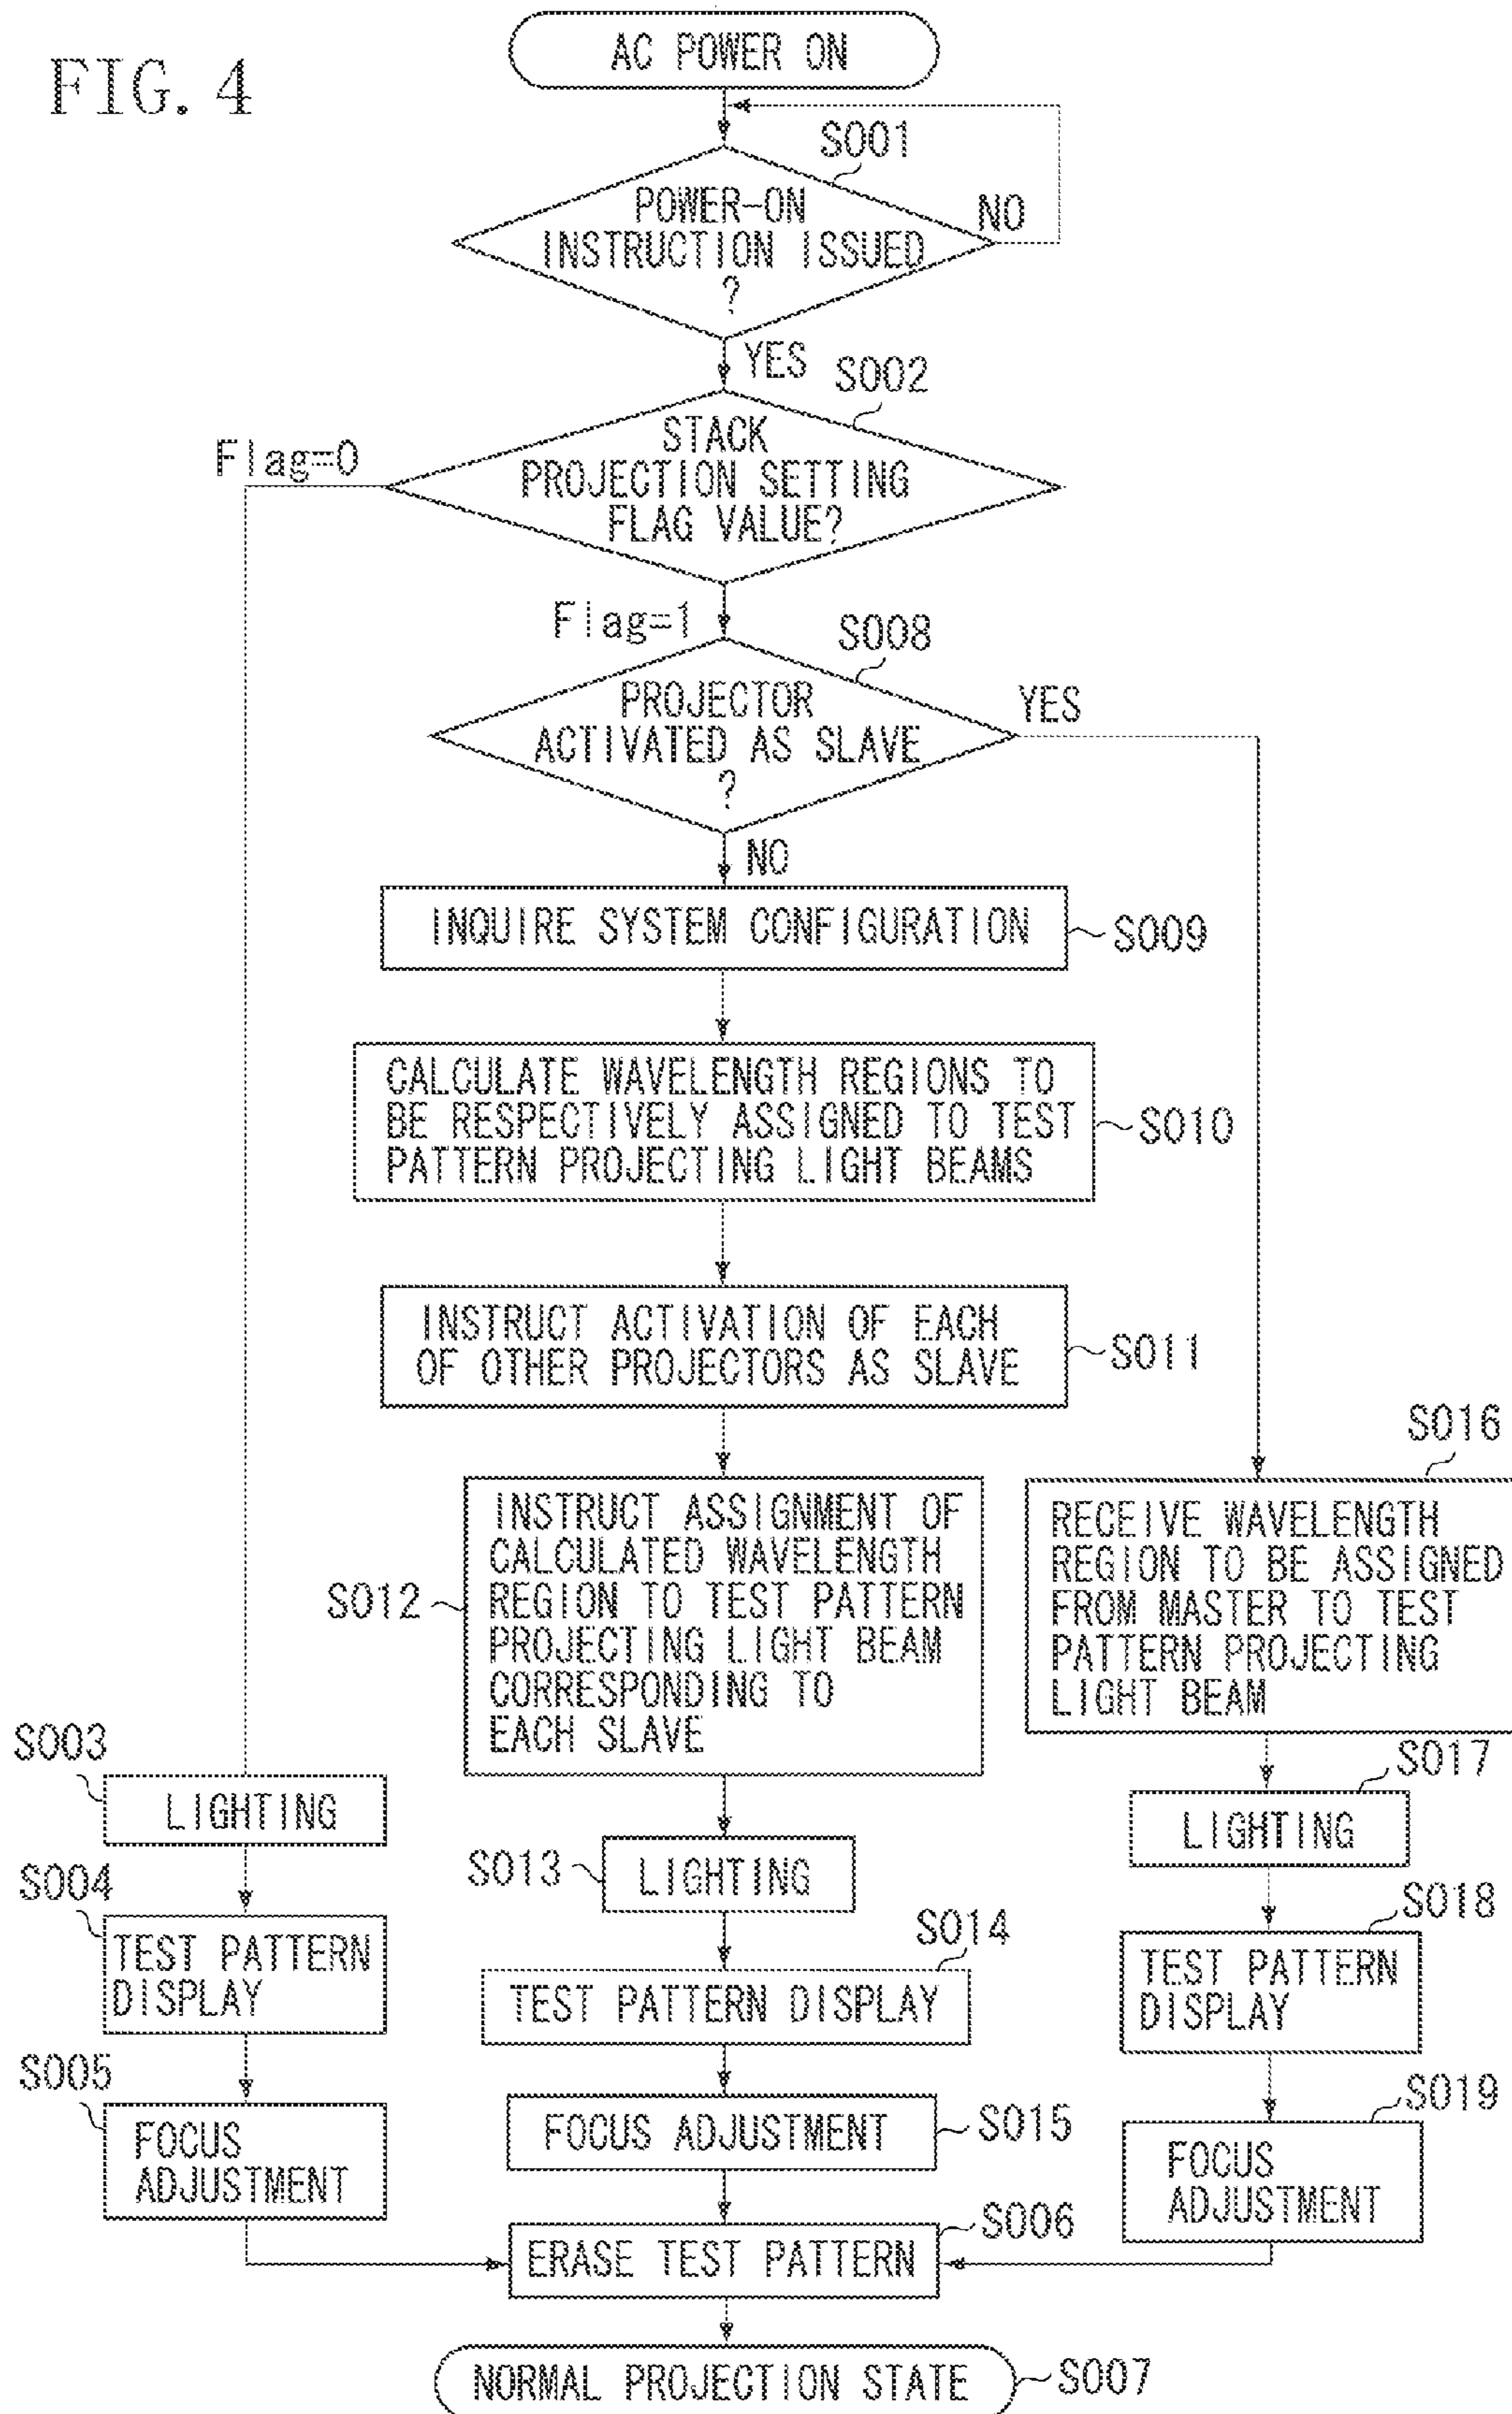 FIG. 4
AC POWER ON
S001
POWER-ON
INSTRUCTION ISSUED
?
NO
YES
S002
STACK
PROJECTION SETTING
FLAG VALUE?
Flag=0
Flag=1
S008
PROJECTOR
ACTIVATED AS SLAVE
?
YES
NO
INQUIRE SYSTEM CONFIGURATION
S009
CALCULATE WAVELENGTH REGIONS TO
BE RESPECTIVELY ASSIGNED TO TEST
PATTERN PROJECTING LIGHT BEAMS
S010
INSTRUCT ACTIVATION OF EACH
OF OTHER PROJECTORS AS SLAVE
S011
S012
INSTRUCT ASSIGNMENT OF
CALCULATED WAVELENGTH
REGION TO TEST PATTERN
PROJECTING LIGHT BEAM
CORRESPONDING TO
EACH SLAVE
S016
RECEIVE WAVELENGTH
REGION TO BE ASSIGNED
FROM MASTER TO TEST
PATTERN PROJECTING
LIGHT BEAM
S003
LIGHTING
S013
LIGHTING
S017
LIGHTING
S004
TEST PATTERN
DISPLAY
S014
TEST PATTERN DISPLAY
S018
TEST PATTERN
DISPLAY
S005
FOCUS
ADJUSTMENT
FOCUS ADJUSTMENT
S015
S019
FOCUS
ADJUSTMENT
S006
ERASE TEST PATTERN
NORMAL PROJECTION STATE
S007